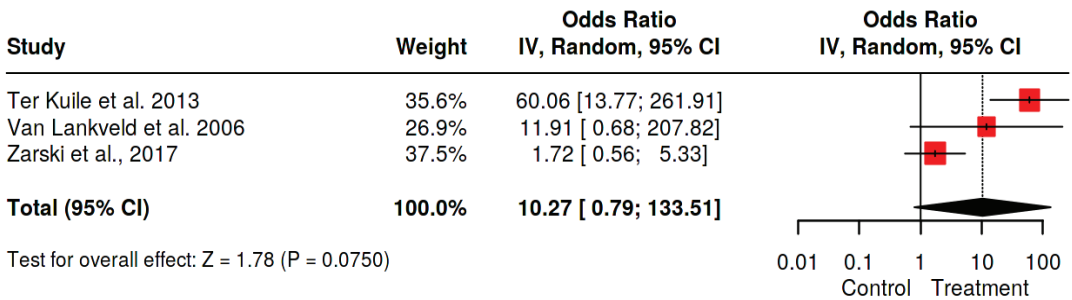 Odds Ratio Odds Ratio
Study Weight IV, Random, 95% CI IV, Random, 95% CI
Ter Kuile et al. 2013 35.6% 60.06 [13.77; 261.91]
Van Lankveld et al. 2006 26.9% 11.91 [ 0.68; 207.82]
Zarski et al., 2017 37.5% 1.72 [ 0.56; 5.33]
Total (95% CI) 100.0% 10.27 [ 0.79; 133.51]
Test for overall effect: Z = 1.78 (P = 0.0750)
0.01 0.1 1 10 100
Control Treatment